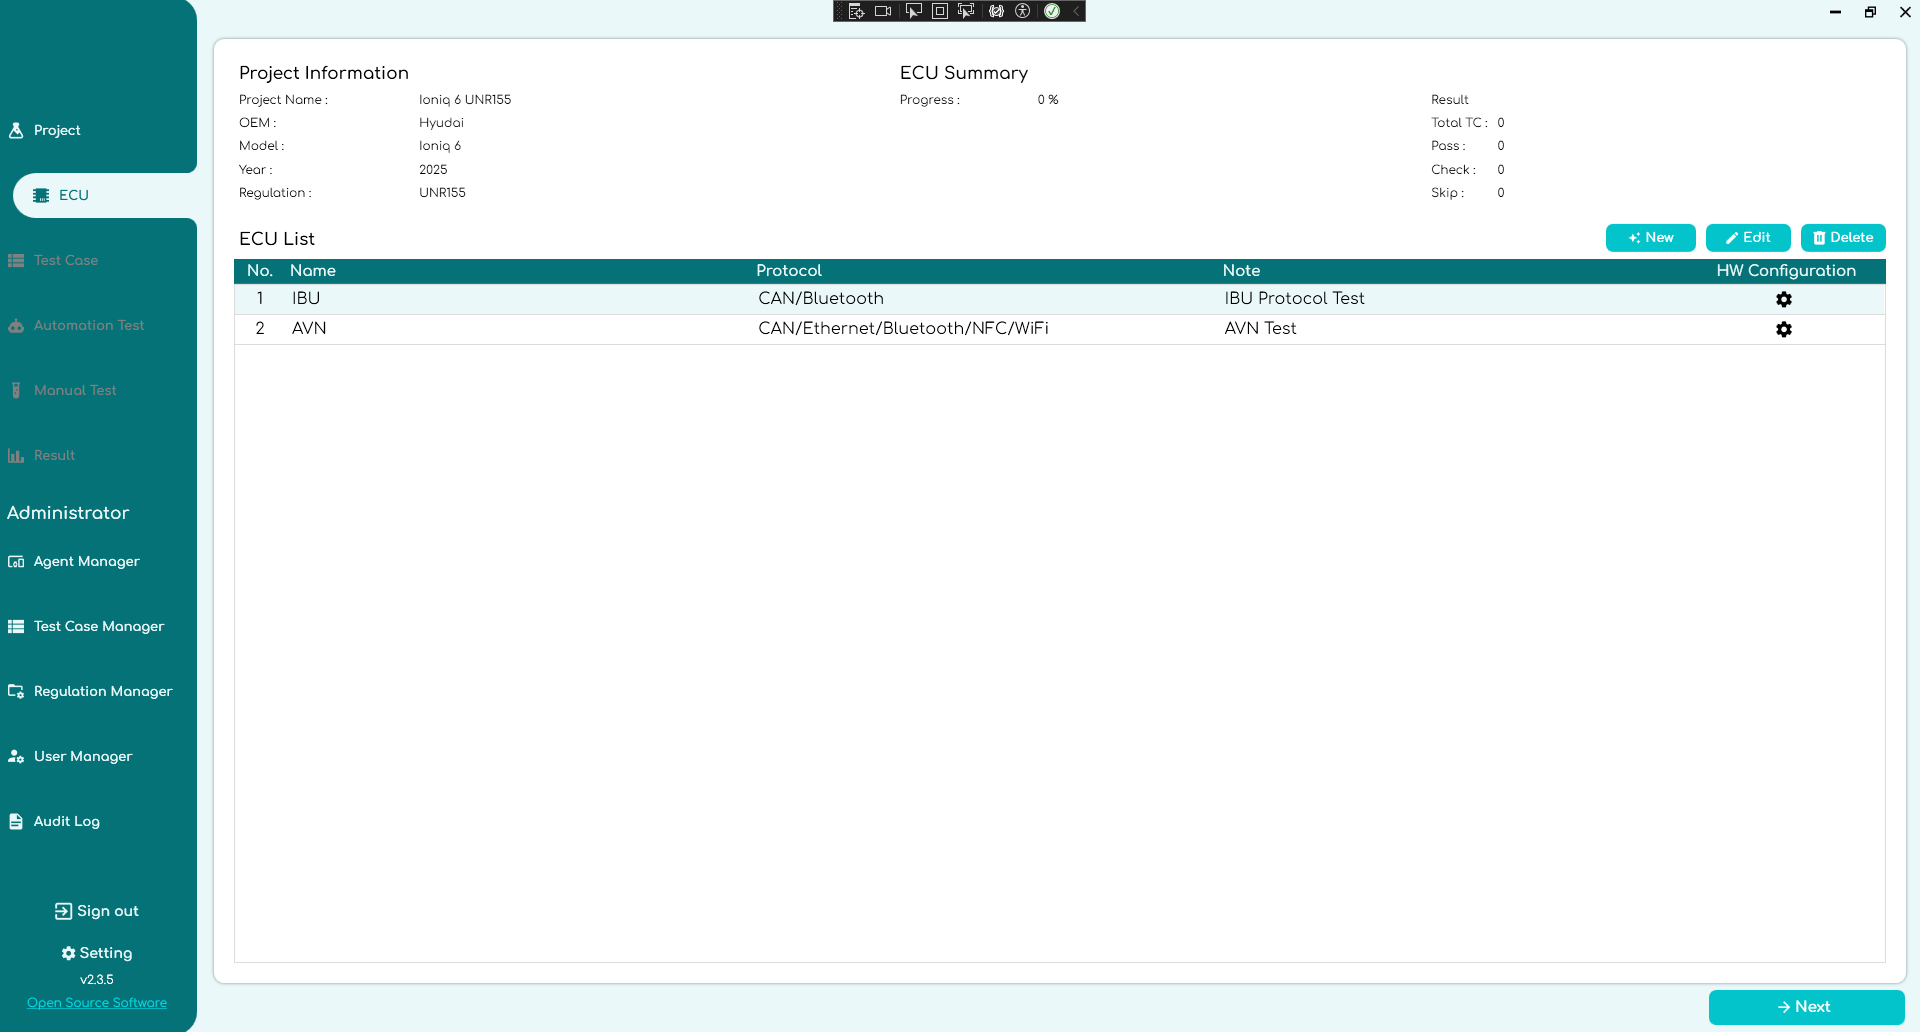 Project
ECU
Test Case
Automation Test
Manual Test
Result
Administrator
Agent Manager
Test Case Manager
Regulation Manager
User Manager
Audit Log
Sign out
Setting
v2.3.5
Open Source Software
Project Information
Project Name : Ioniq 6 UNR155
OEM : Hyudai
Model : Ioniq 6
Year : 2025
Regulation : UNR155
ECU Summary
Progress : 0 %
Result
Total TC : 0
Pass : 0
Check : 0
Skip : 0
ECU List
New Edit Delete
No. Name Protocol Note HW Configuration
1 IBU CAN/Bluetooth IBU Protocol Test
2 AVN CAN/Ethernet/Bluetooth/NFC/WiFi AVN Test
Next